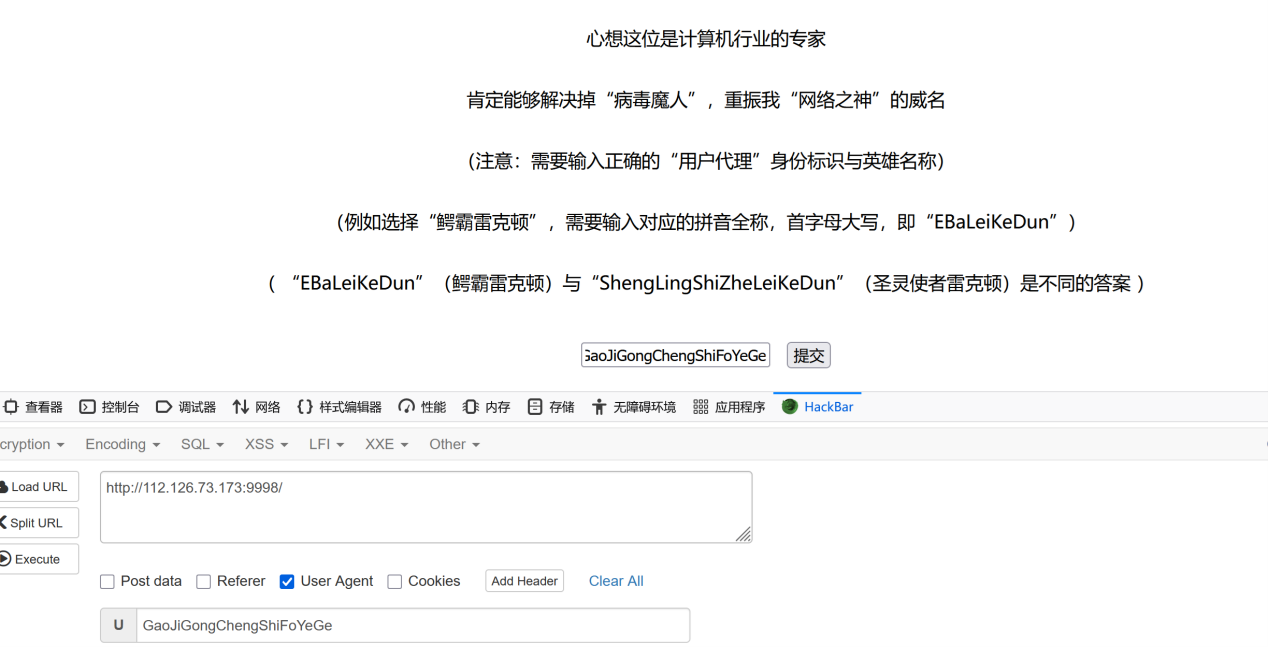 心想这位是计算机行业的专家
肯定能够解决掉“病毒魔人”，重振我“网络之神”的威名
（注意：需要输入正确的“用户代理”身份标识与英雄名称）
（例如选择“鳄霸雷克顿”，需要输入对应的拼音全称，首字母大写，即“EBaLeiKeDun”）
（ “EBaLeiKeDun”（鳄霸雷克顿）与“ShengLingShiZheLeiKeDun”（圣灵使者雷克顿）是不同的答案 ）
GaoJiGongChengShiFoYeGe 提交
查看器 控制台 调试器 网络 {} 样式编辑器 性能 内存 存储 无障碍环境 应用程序 HackBar
cryption Encoding SQL XSS LFI XXE Other
Load URL http://112.126.73.173:9998/
Split URL
Execute
Post data Referer User Agent Cookies Add Header Clear All
U GaoJiGongChengShiFoYeGe